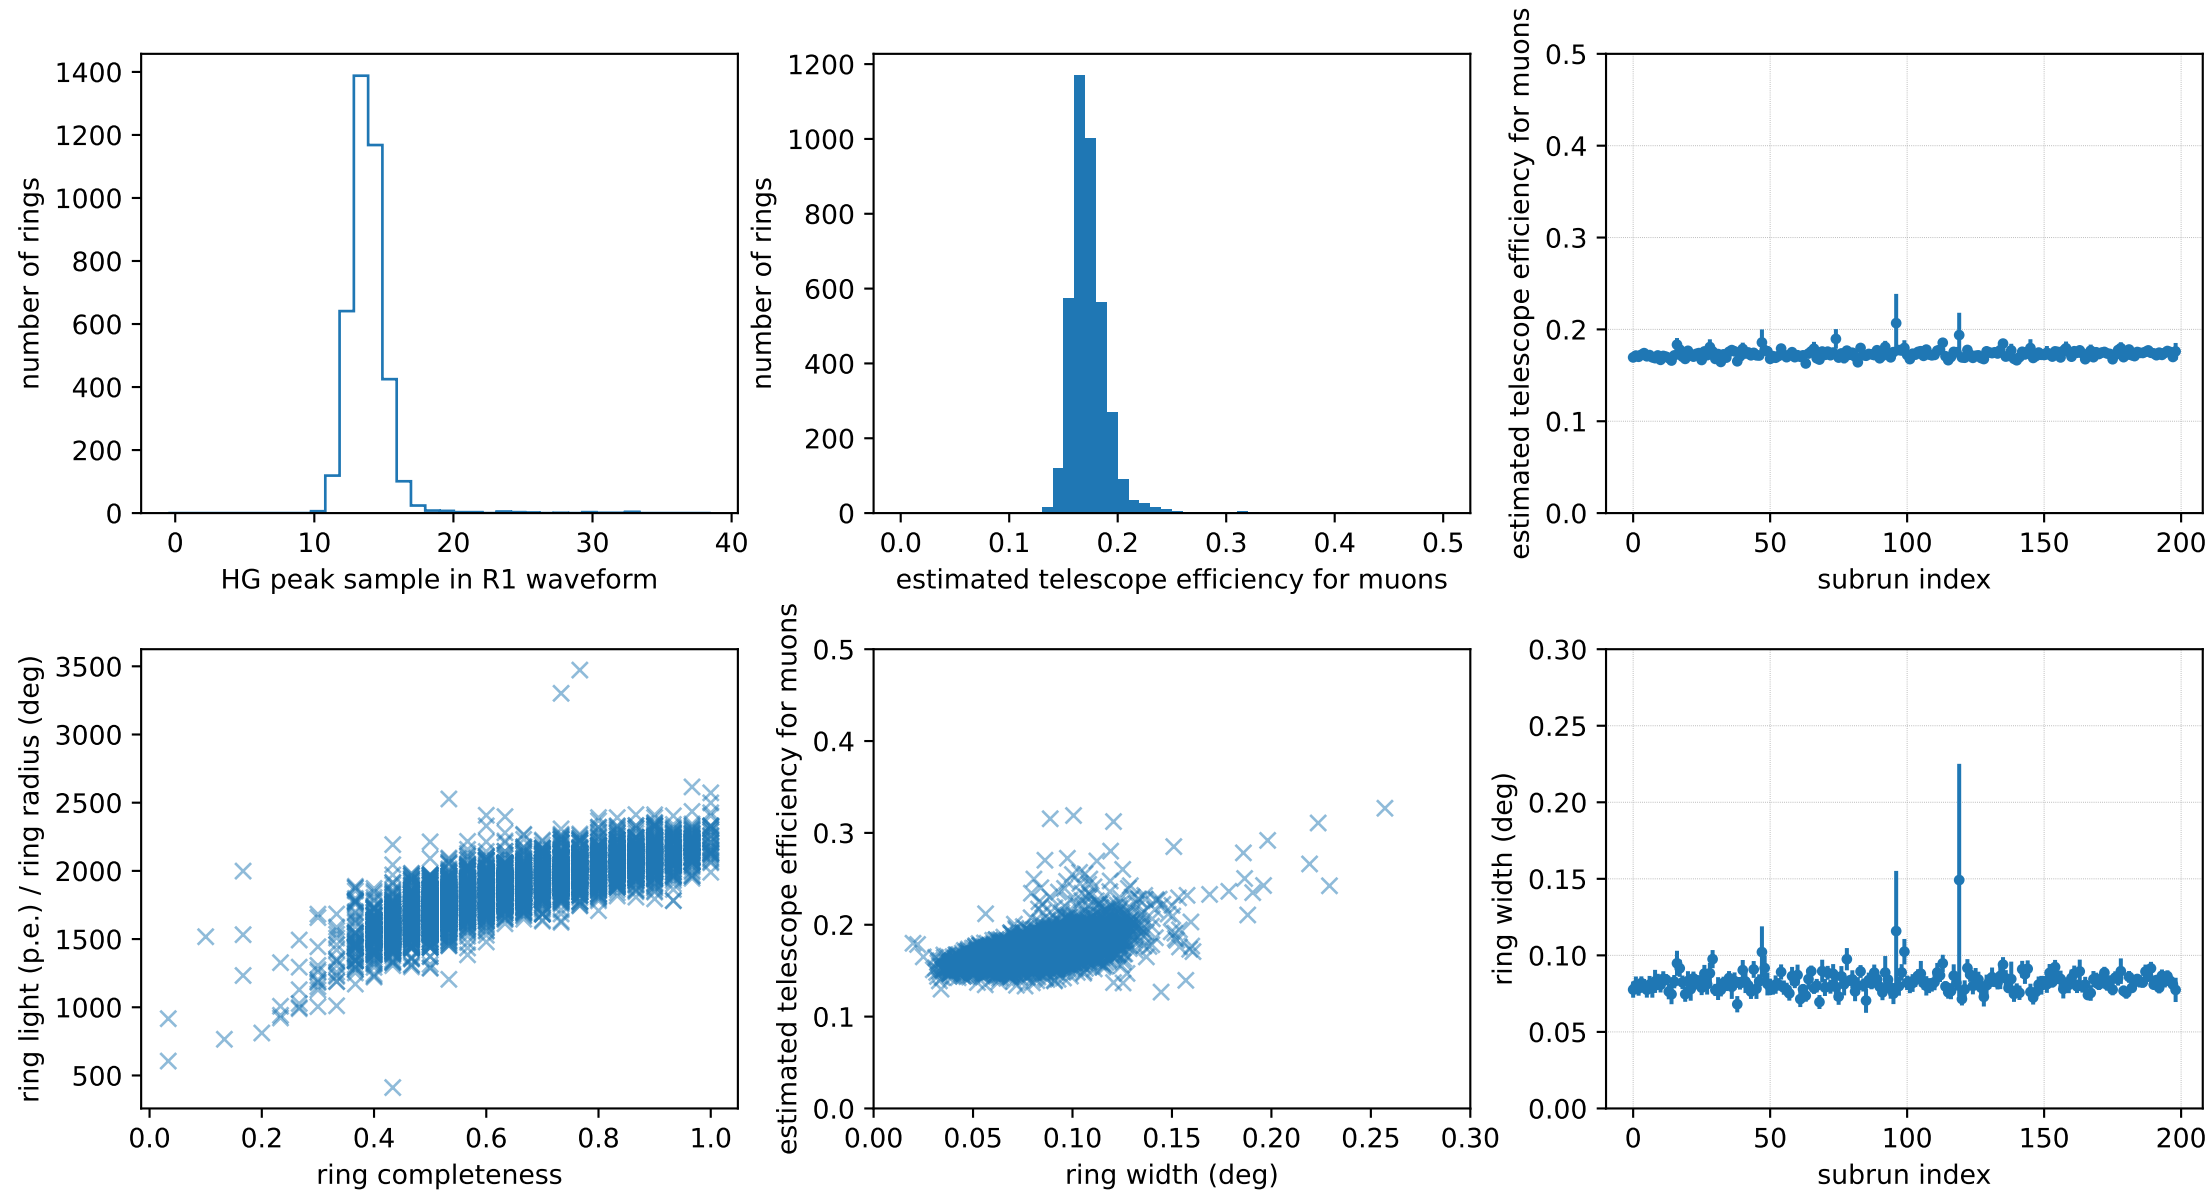 number of rings
1400
1200
1000
800
600
400
200
0
0 10 20 30 40
HG peak sample in R1 waveform
number of rings
1200
1000
800
600
400
200
0
0.0 0.1 0.2 0.3 0.4 0.5
estimated telescope efficiency for muons
estimated telescope efficiency for muons
0.5
0.4
0.3
0.2
0.1
0.0
0 50 100 150 200
subrun index
ring light (p.e.) / ring radius (deg)
3500
3000
2500
2000
1500
1000
500
0.0 0.2 0.4 0.6 0.8 1.0
ring completeness
estimated telescope efficiency for muons
0.5
0.4
0.3
0.2
0.1
0.0
0.00 0.05 0.10 0.15 0.20 0.25 0.30
ring width (deg)
ring width (deg)
0.30
0.25
0.20
0.15
0.10
0.05
0.00
0 50 100 150 200
subrun index